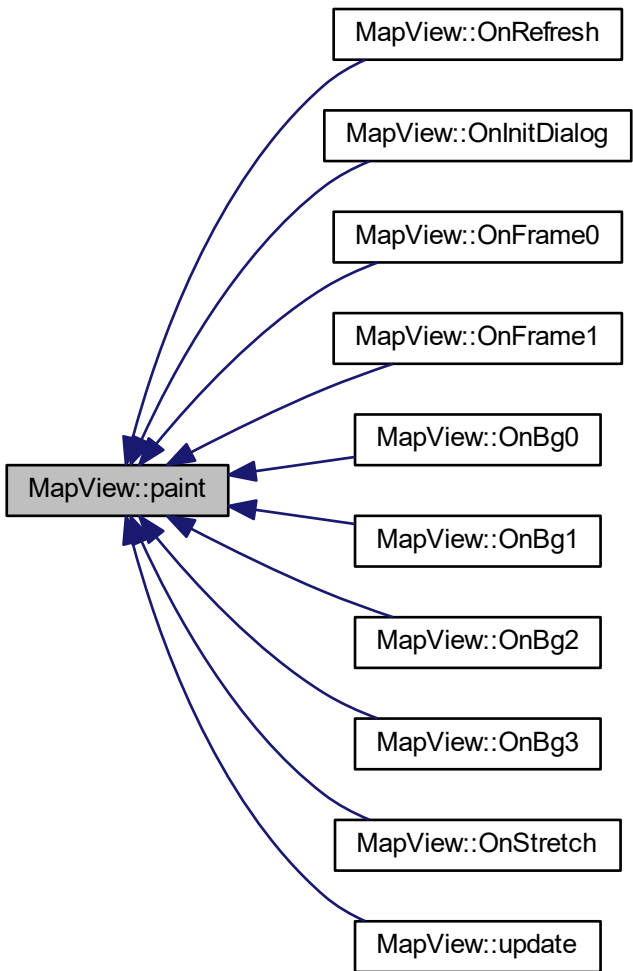 MapView::OnRefresh
MapView::OnInitDialog
MapView::OnFrame0
MapView::OnFrame1
MapView::OnBg0
MapView::paint
MapView::OnBg1
MapView::OnBg2
MapView::OnBg3
MapView::OnStretch
MapView::update